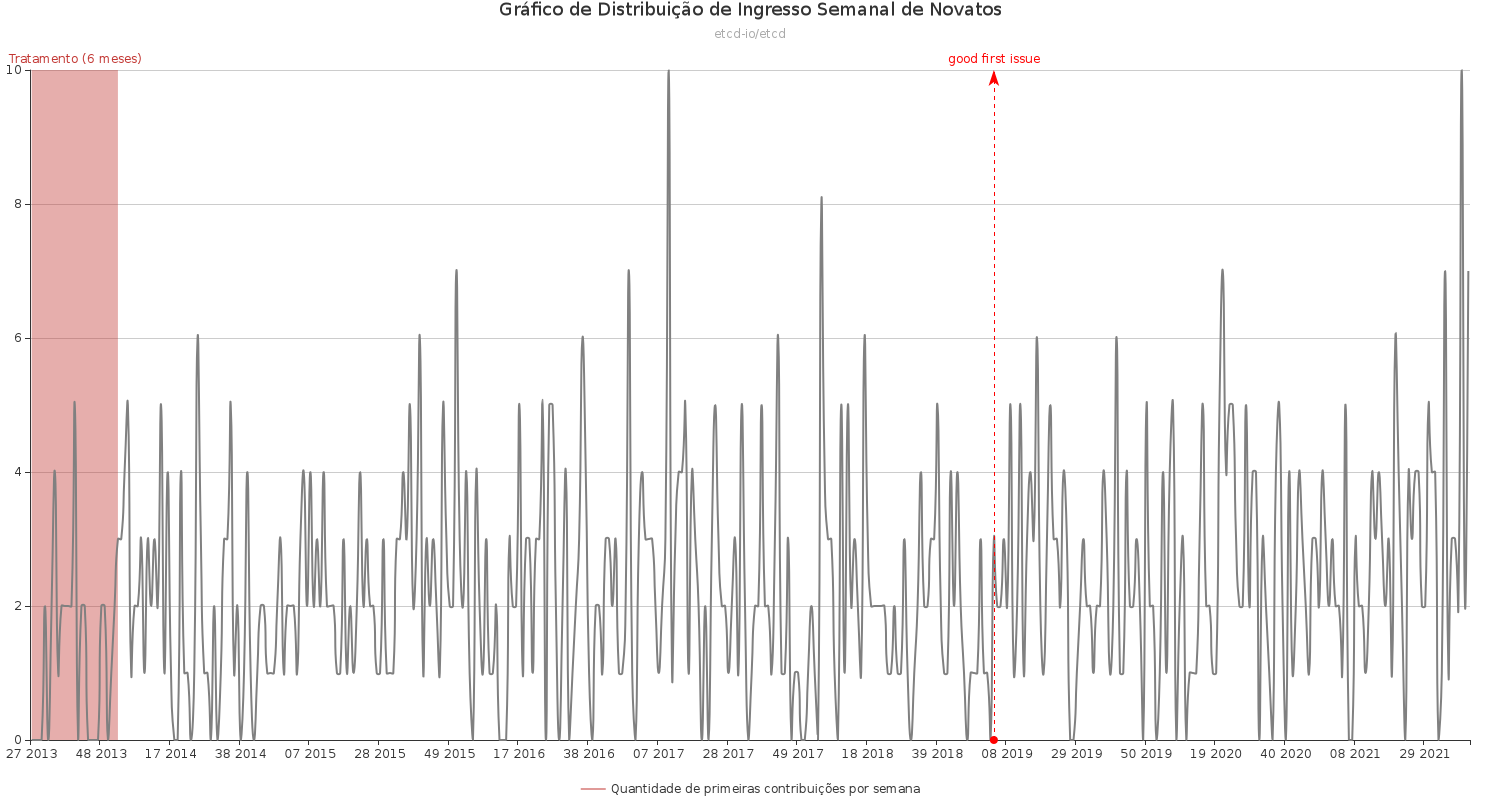 Gráfico de Distribuição de Ingresso Semanal de Novatos
etcd-io/etcd
Tratamento (6 meses)
good first issue
10
8
6
4
2
0
27 2013 48 2013 17 2014 38 2014 07 2015 28 2015 49 2015 17 2016 38 2016 07 2017 28 2017 49 2017 18 2018 39 2018 08 2019 29 2019 50 2019 19 2020 40 2020 08 2021 29 2021
Quantidade de primeiras contribuições por semana